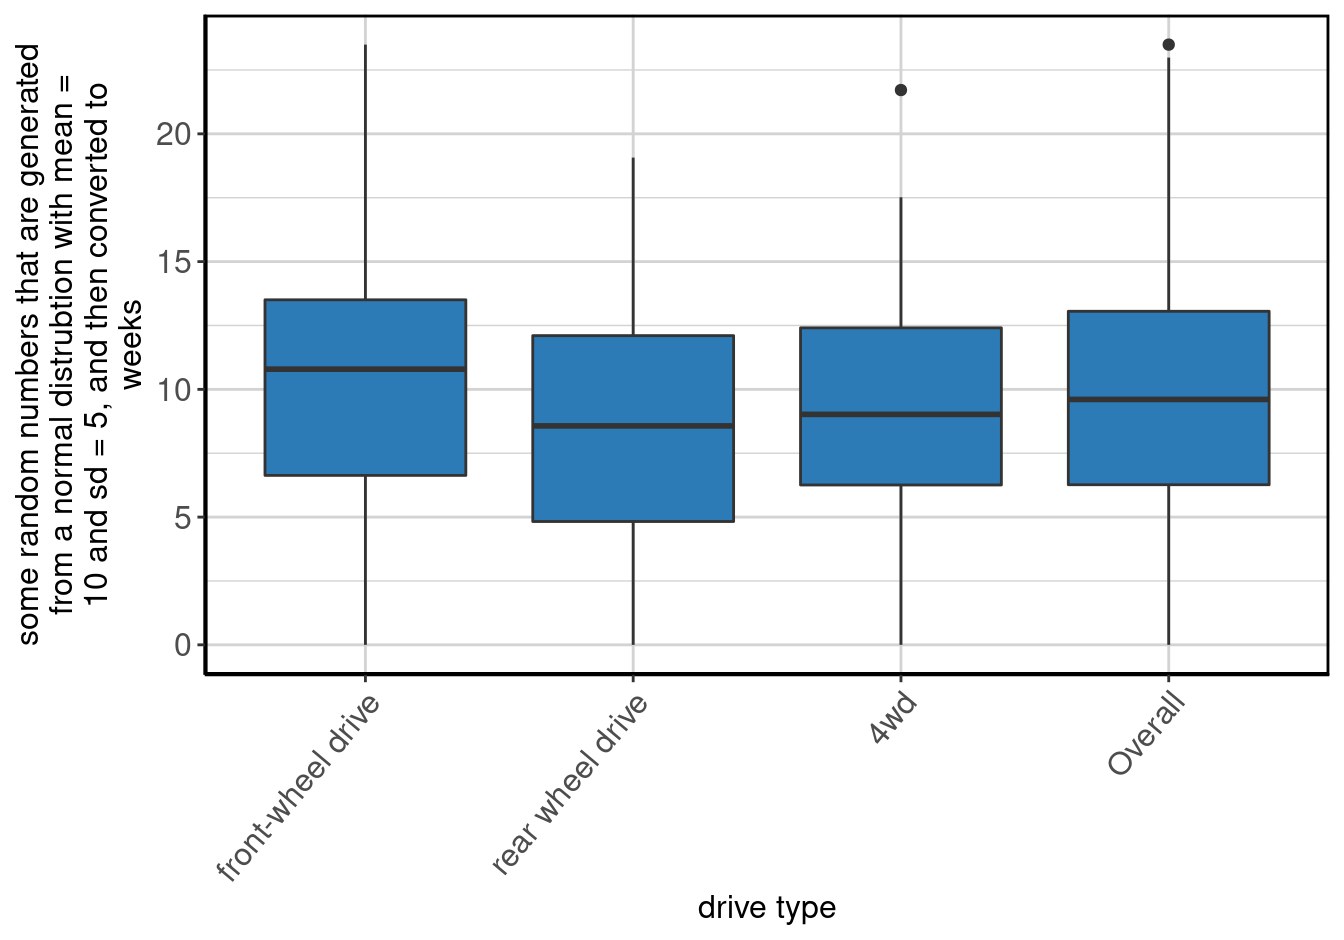 some random numbers that are generated
from a normal distrubtion with mean =
10 and sd = 5, and then converted to
weeks
20
15
10
5
0
front-wheel drive
rear wheel drive
4wd
Overall
drive type